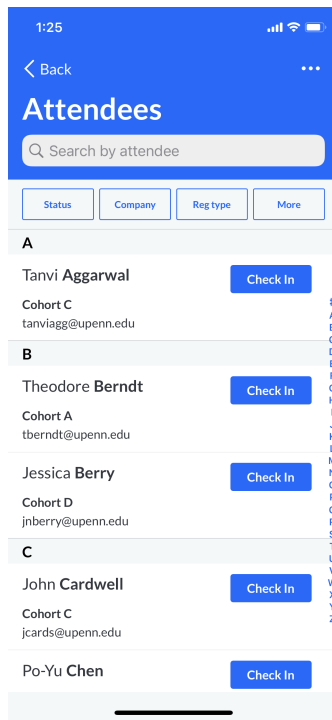 1:25
Back
Attendees
Search by attendee
Status Company Reg type More
A
Tanvi Aggarwal Check In
Cohort C
tanviagg@upenn.edu
B
Theodore Berndt Check In
Cohort A
tberndt@upenn.edu
Jessica Berry Check In
Cohort D
jnberry@upenn.edu
C
John Cardwell Check In
Cohort C
jcards@upenn.edu
Po-Yu Chen Check In